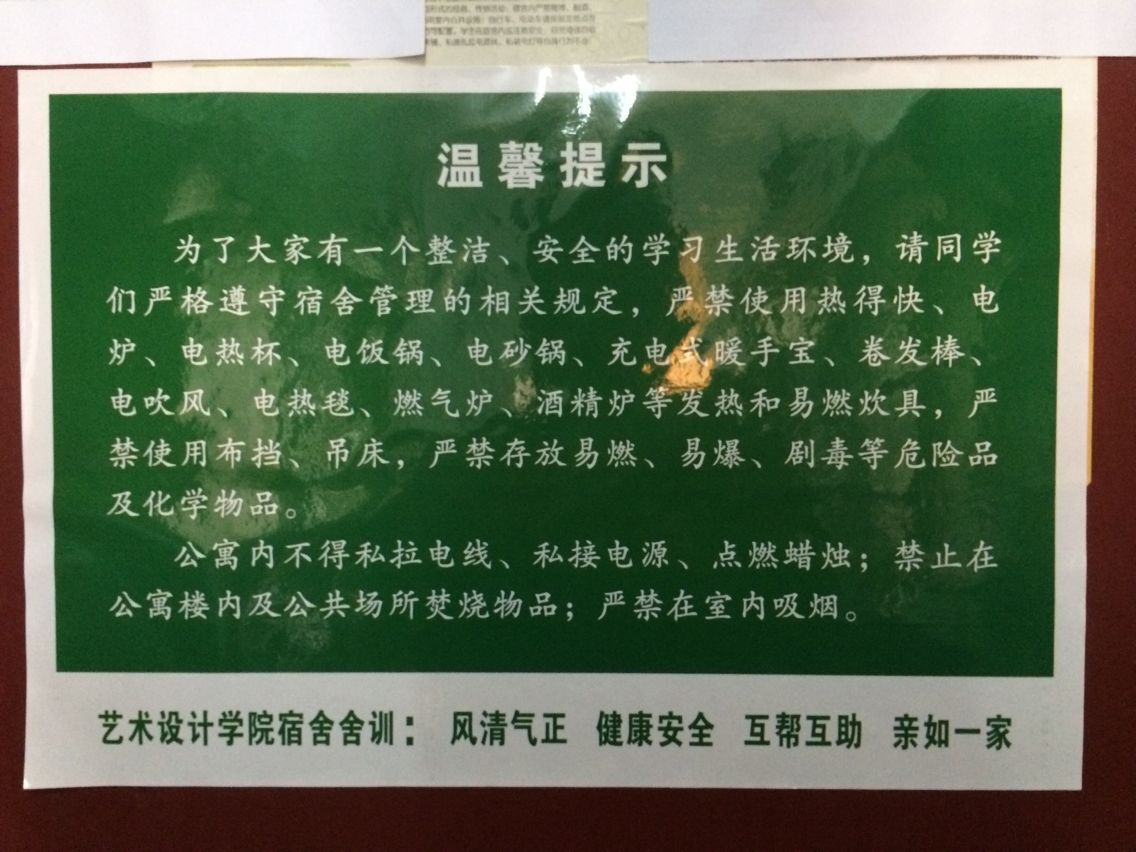 温馨提示
为了大家有一个整洁、安全的学习生活环境，请同学
们严格遵守宿舍管理的相关规定，严禁使用热得快、电
炉、电热杯、电饭锅、电砂锅、充电式暖手宝、卷发棒、
电吹风、电热毯、燃气炉、酒精炉等发热和易燃炊具，严
禁使用布挡、吊床，严禁存放易燃、易爆、剧毒等危险品
及化学物品。
公寓内不得私拉电线、私接电源、点燃蜡烛；禁止在
公寓楼内及公共场所焚烧物品；严禁在室内吸烟。
艺术设计学院宿舍舍训：风清气正 健康安全 互帮互助 亲如一家